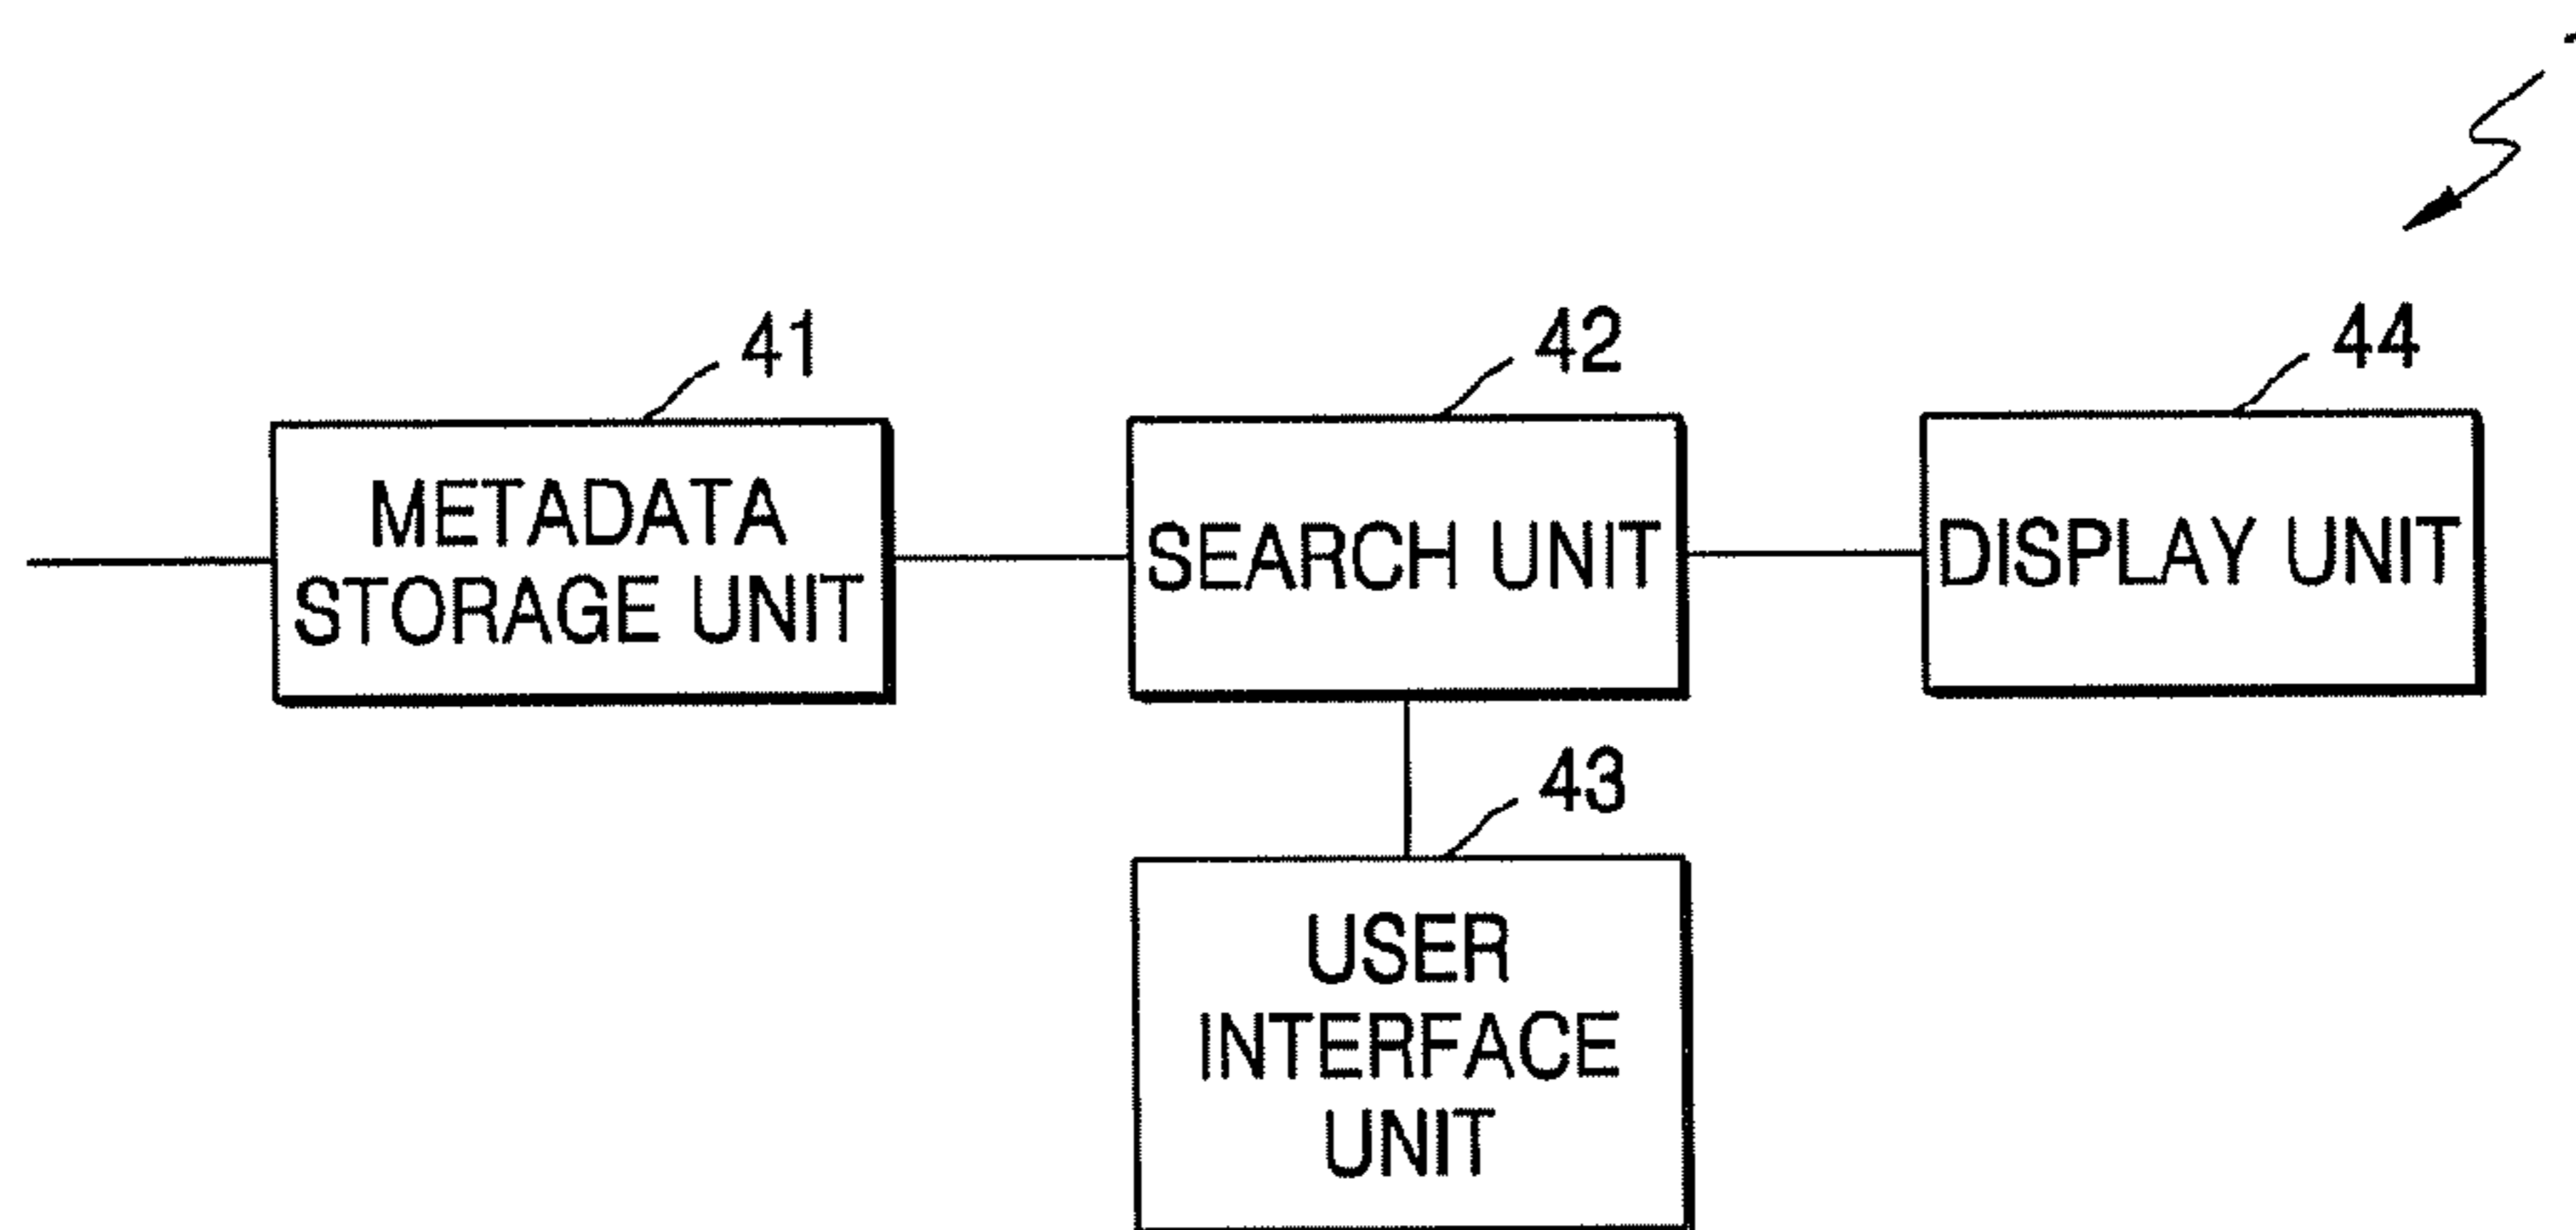 41
42
44
METADATA
STORAGE UNIT
SEARCH UNIT
DISPLAY UNIT
43
USER
INTERFACE
UNIT